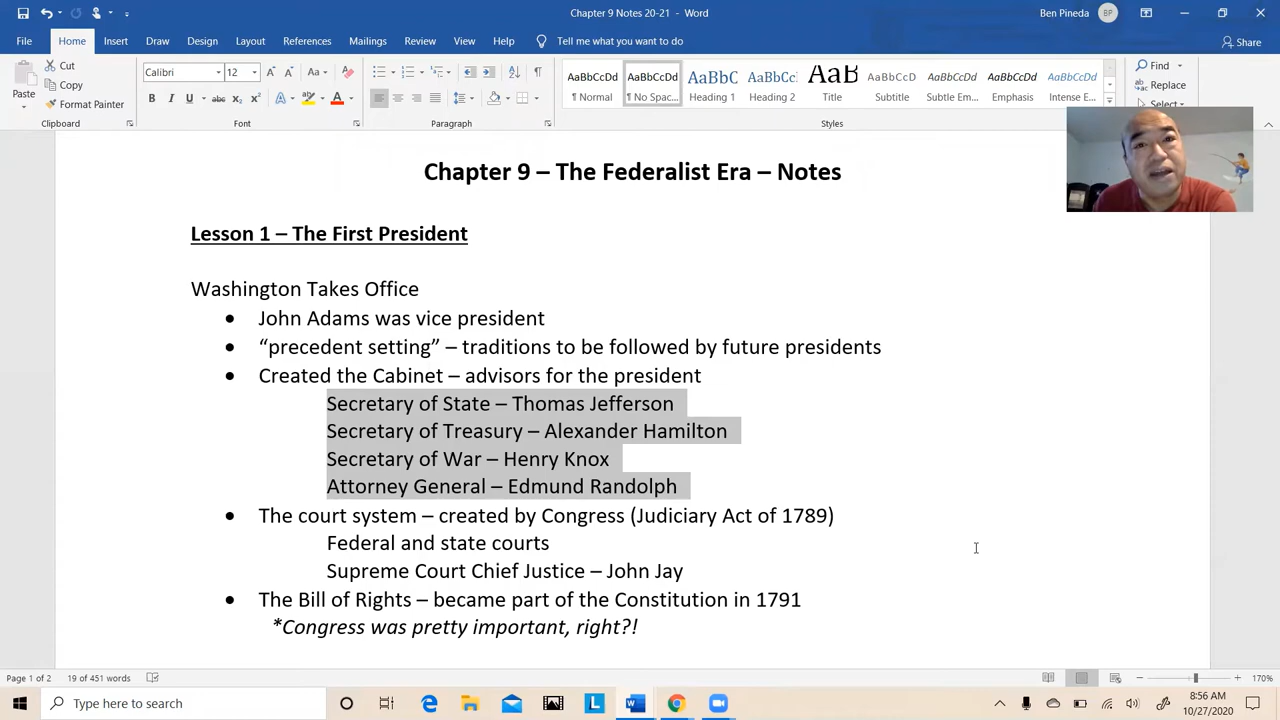 Chapter 9 Notes 20-21 - Word
Ben Pineda BP
File Home Insert Draw Design Layout References Mailings Review View Help Tell me what you want to do Share
Paste
Cut
Copy
Format Painter
Clipboard
Calibri 12
Font
Paragraph
AaBbCcDd AaBbCcDd AaBbC AaBbCc AaB AaBbCcD AaBbCcDd AaBbCcDd AaBbCcDd
¶ Normal ¶ No Spac... Heading 1 Heading 2 Title Subtitle Subtle Em... Emphasis Intense E...
Styles
Find
Replace
Select
Chapter 9 – The Federalist Era – Notes
Lesson 1 – The First President
Washington Takes Office
• John Adams was vice president
• “precedent setting” – traditions to be followed by future presidents
• Created the Cabinet – advisors for the president
Secretary of State – Thomas Jefferson
Secretary of Treasury – Alexander Hamilton
Secretary of War – Henry Knox
Attorney General – Edmund Randolph
• The court system – created by Congress (Judiciary Act of 1789)
Federal and state courts
Supreme Court Chief Justice – John Jay
• The Bill of Rights – became part of the Constitution in 1791
*Congress was pretty important, right?!
Page 1 of 2 19 of 451 words 170%
Type here to search
8:56 AM
10/27/2020